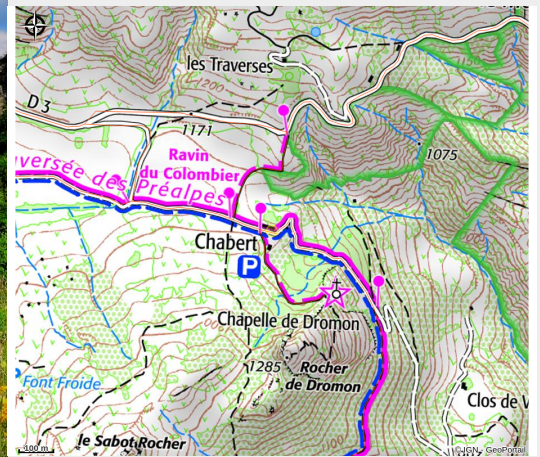 les Traverses
1200
D 3
1171
1075
Ravin
du Colombier
versée des Préalpes
Chabert
P
Chapelle de Dromon
1285
Rocher
de Dromon
Font Froide
Clos de V
le Sabot Rocher
100 m
© IGN - GeoPortail